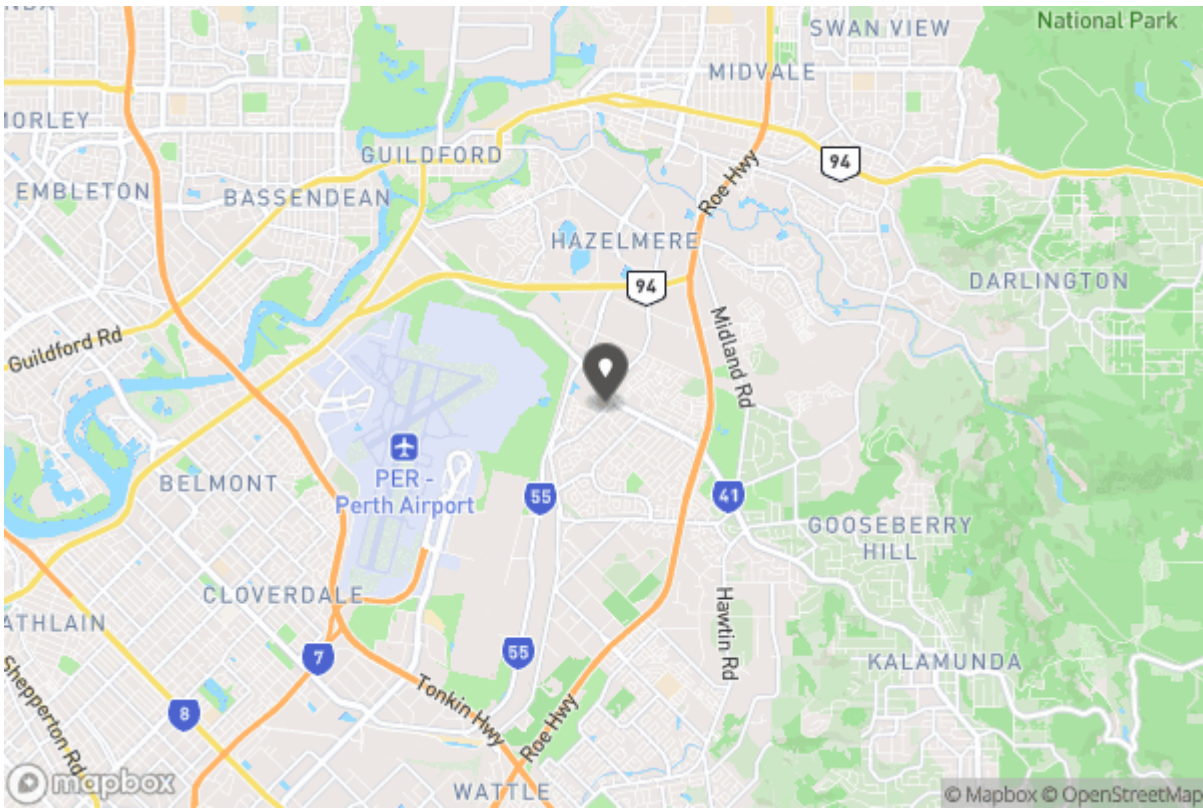 NDA
National Park
SWAN VIEW
MIDVALE
MORLEY
GUILDFORD
94
EMBLETON
BASSENDEAN
Roe Hwy
HAZELMERE
DARLINGTON
94
Guildford Rd
Midland Rd
PER -
Perth Airport
BELMONT
55
41
GOOSEBERRY
HILL
CLOVERDALE
ATHLAIN
Hawtin Rd
7
55
KALAMUNDA
Shepperton Rd
8
Tonkin Hwy
Roe Hwy
WATTLE
mapbox
© Mapbox © OpenStreetMap